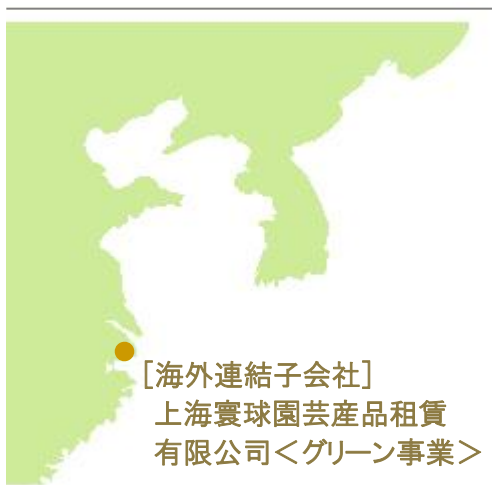 ［海外連結子会社］
上海寰球園芸産品租賃
有限公司＜グリーン事業＞